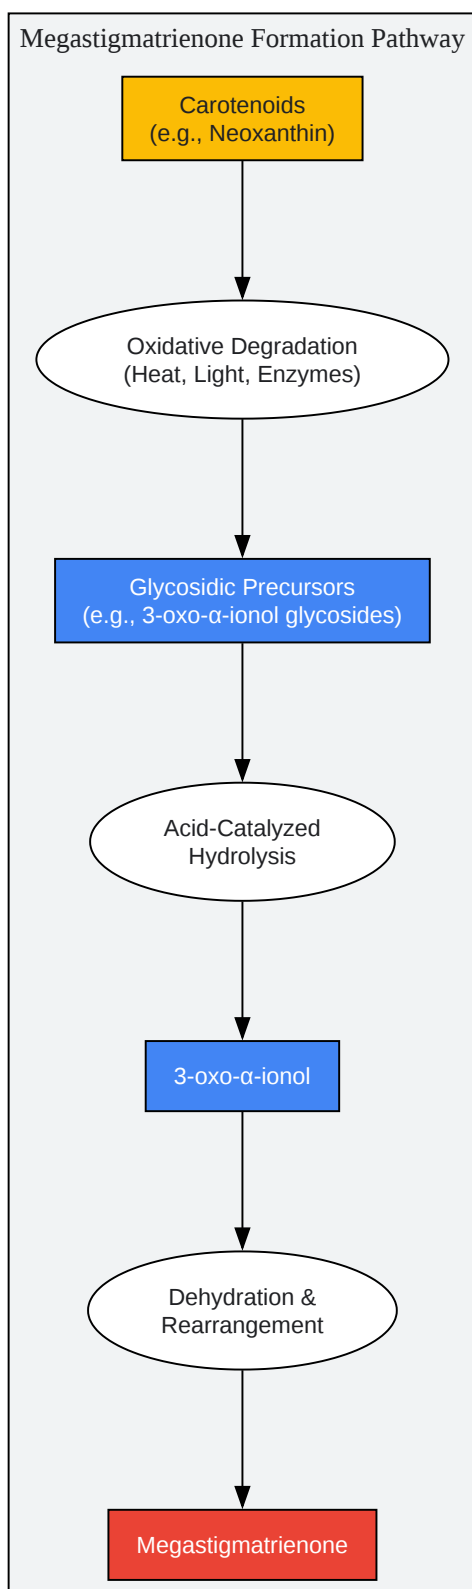 Megastigmatrienone Formation Pathway
Carotenoids
(e.g., Neoxanthin)
Oxidative Degradation
(Heat, Light, Enzymes)
Glycosidic Precursors
(e.g., 3-oxo-α-ionol glycosides)
Acid-Catalyzed
Hydrolysis
3-oxo-α-ionol
Dehydration &
Rearrangement
Megastigmatrienone